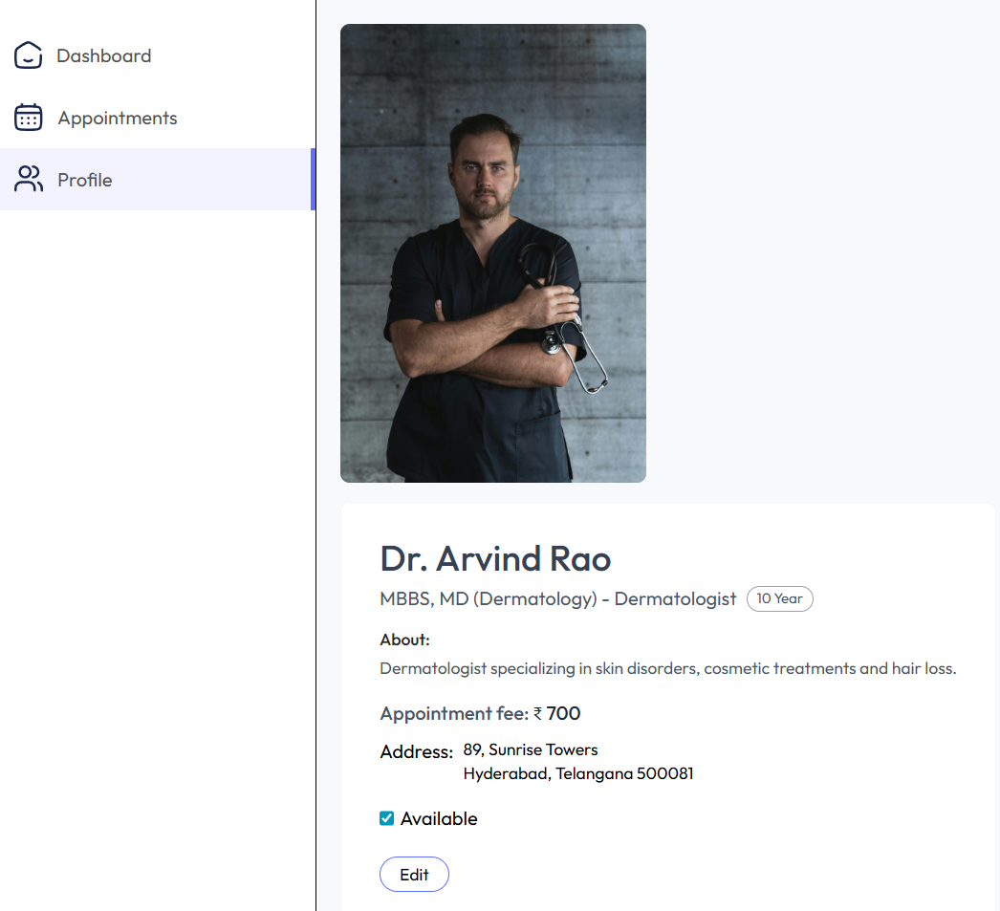 Dashboard
Appointments
Profile
Dr. Arvind Rao
MBBS, MD (Dermatology) - Dermatologist 10 Year
About:
Dermatologist specializing in skin disorders, cosmetic treatments and hair loss.
Appointment fee: ₹ 700
Address: 89, Sunrise Towers
Hyderabad, Telangana 500081
Available
Edit